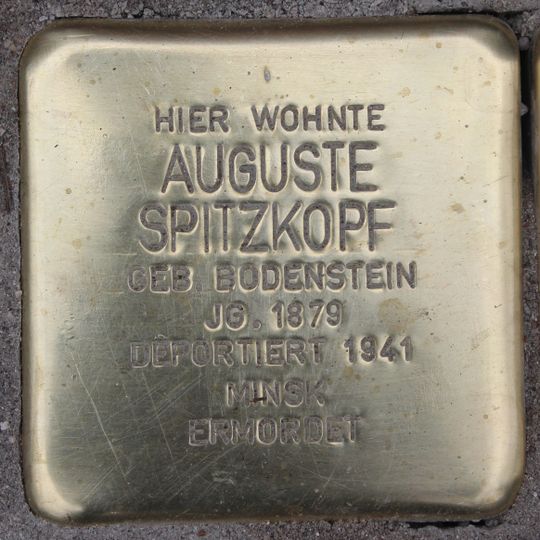 HIER WOHNTE
AUGUSTE
SPITZKOPF
GEB. BODENSTEIN
JG. 1879
DEPORTIERT 1941
MINSK
ERMORDET